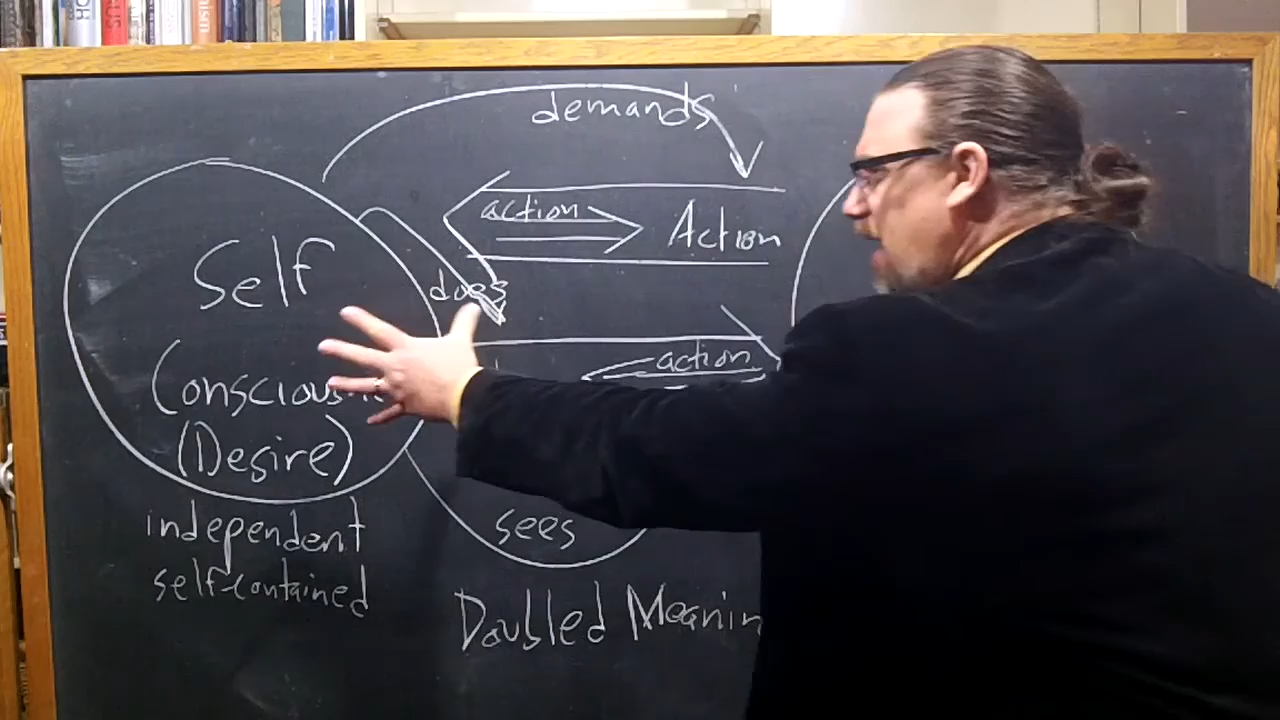 demands
action
Action
Self
does
action
(Desire)
independent
sees
self-contained
Doubled